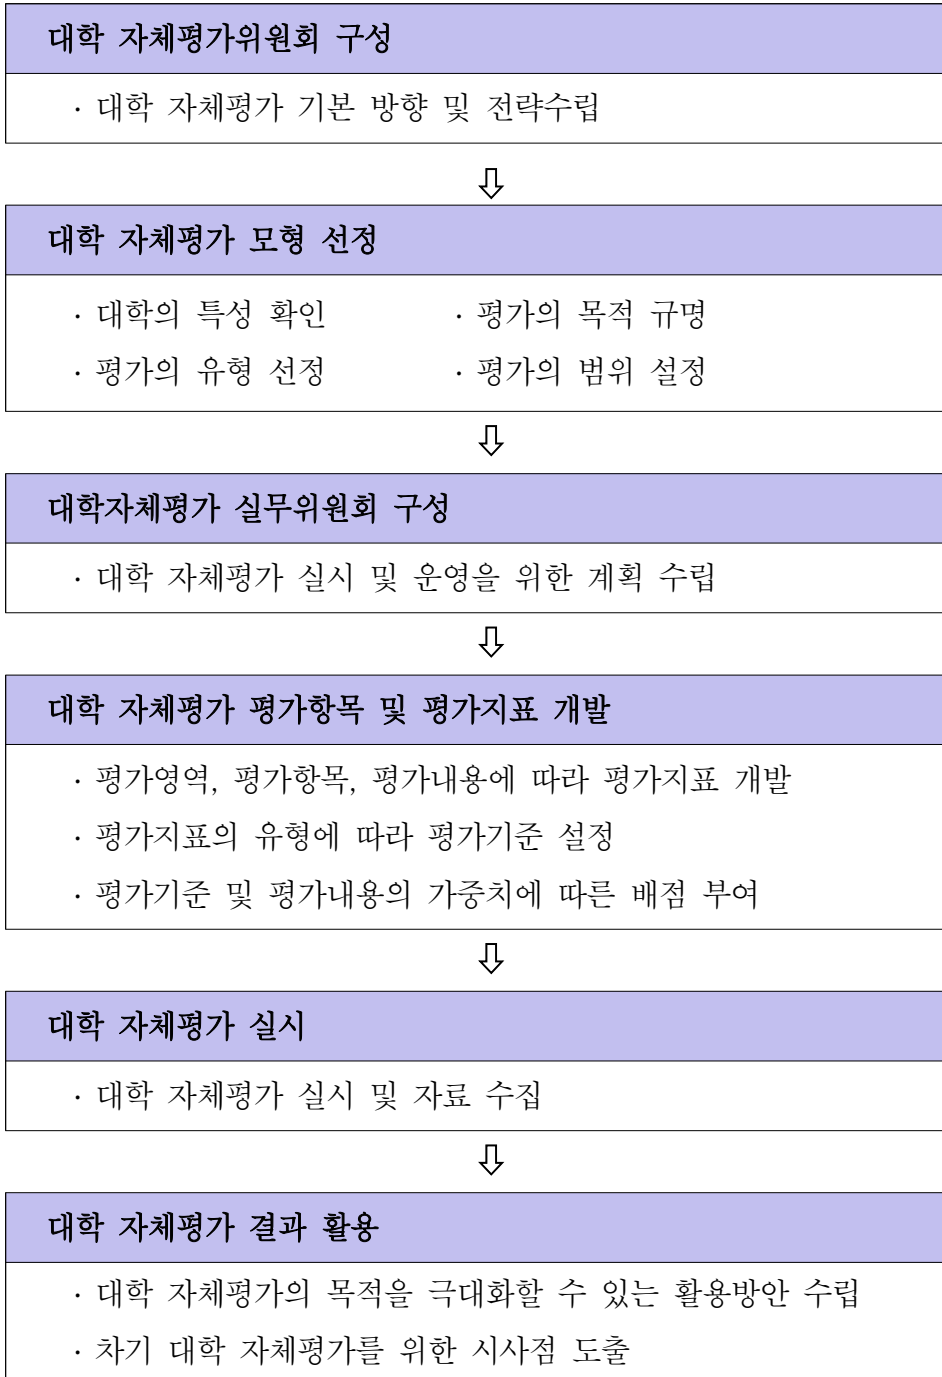 대학 자체평가위원회 구성
· 대학 자체평가 기본 방향 및 전략수립
⇩
대학 자체평가 모형 선정
· 대학의 특성 확인 · 평가의 목적 규명
· 평가의 유형 선정 · 평가의 범위 설정
⇩
대학자체평가 실무위원회 구성
· 대학 자체평가 실시 및 운영을 위한 계획 수립
⇩
대학 자체평가 평가항목 및 평가지표 개발
· 평가영역, 평가항목, 평가내용에 따라 평가지표 개발
· 평가지표의 유형에 따라 평가기준 설정
· 평가기준 및 평가내용의 가중치에 따른 배점 부여
⇩
대학 자체평가 실시
· 대학 자체평가 실시 및 자료 수집
⇩
대학 자체평가 결과 활용
· 대학 자체평가의 목적을 극대화할 수 있는 활용방안 수립
· 차기 대학 자체평가를 위한 시사점 도출